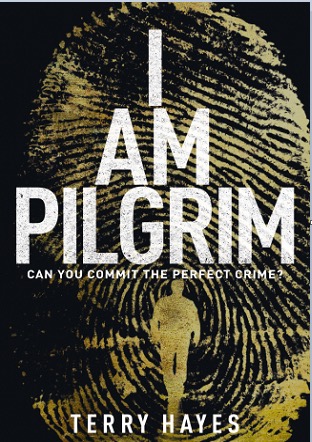 I
AM
PILGRIM
CAN YOU COMMIT THE PERFECT CRIME?
TERRY HAYES